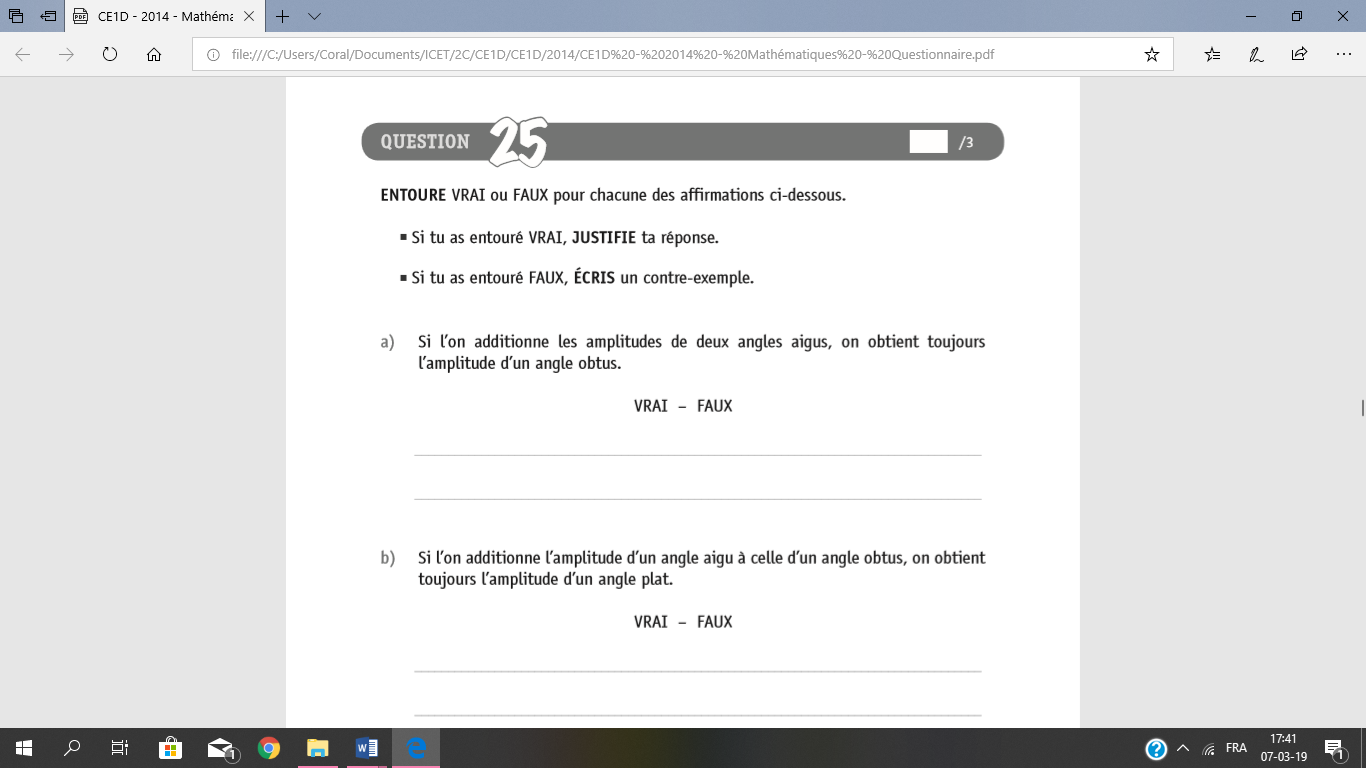 CE1D - 2014 - Mathéma
file:///C:/Users/Coral/Documents/ICET/2C/CE1D/CE1D/2014/CE1D%20-%202014%20-%20Mathématiques%20-%20Questionnaire.pdf
QUESTION 25 /3
ENTOURE VRAI ou FAUX pour chacune des affirmations ci-dessous.
▪ Si tu as entouré VRAI, JUSTIFIE ta réponse.
▪ Si tu as entouré FAUX, ÉCRIS un contre-exemple.
a) Si l'on additionne les amplitudes de deux angles aigus, on obtient toujours
l'amplitude d'un angle obtus.
VRAI – FAUX
b) Si l'on additionne l'amplitude d'un angle aigu à celle d'un angle obtus, on obtient
toujours l'amplitude d'un angle plat.
VRAI – FAUX
FRA
17:41
07-03-19
1
1